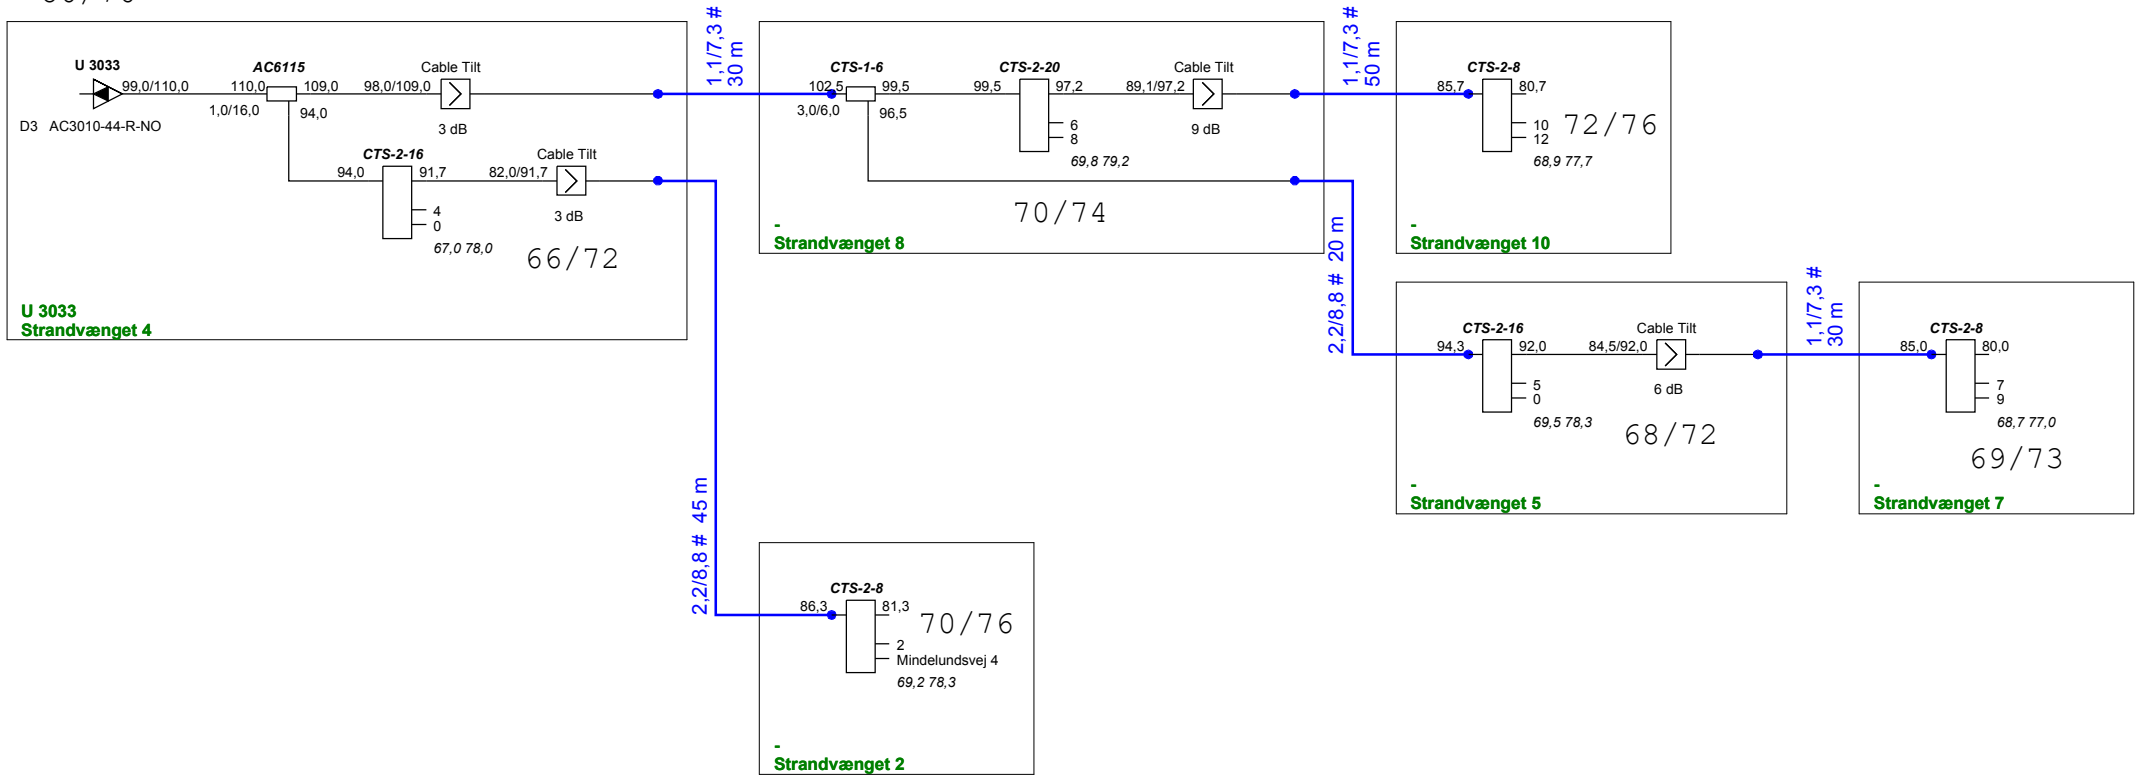 U 3033
99,0/110,0
D3 AC3010-44-R-NO
AC6115
110,0
109,0
1,0/16,0
94,0
98,0/109,0
Cable Tilt
3 dB
CTS-2-16
94,0
91,7
4
0
67,0 78,0
82,0/91,7
Cable Tilt
3 dB
66/72
U 3033
Strandvænget 4
1,1/7,3 #
30 m
CTS-1-6
102,5
99,5
3,0/6,0
96,5
CTS-2-20
99,5
97,2
6
8
69,8 79,2
89,1/97,2
Cable Tilt
9 dB
70/74
-
Strandvænget 8
1,1/7,3 #
50 m
CTS-2-8
85,7
80,7
10
12
72/76
68,9 77,7
-
Strandvænget 10
2,2/8,8 # 20 m
CTS-2-16
94,3
92,0
5
0
69,5 78,3
84,5/92,0
Cable Tilt
6 dB
68/72
-
Strandvænget 5
1,1/7,3 #
30 m
CTS-2-8
85,0
80,0
7
9
68,7 77,0
69/73
-
Strandvænget 7
2,2/8,8 # 45 m
CTS-2-8
86,3
81,3
70/76
2
Mindelundsvej 4
69,2 78,3
-
Strandvænget 2